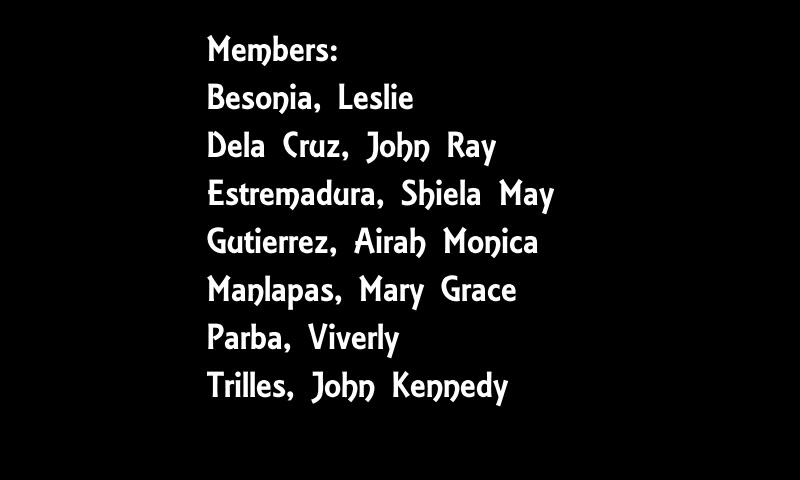 Members:
Besonia, Leslie
Dela Cruz, John Ray
Estremadura, Shiela May
Gutierrez, Airah Monica
Manlapas, Mary Grace
Parba, Viverly
Trilles, John Kennedy